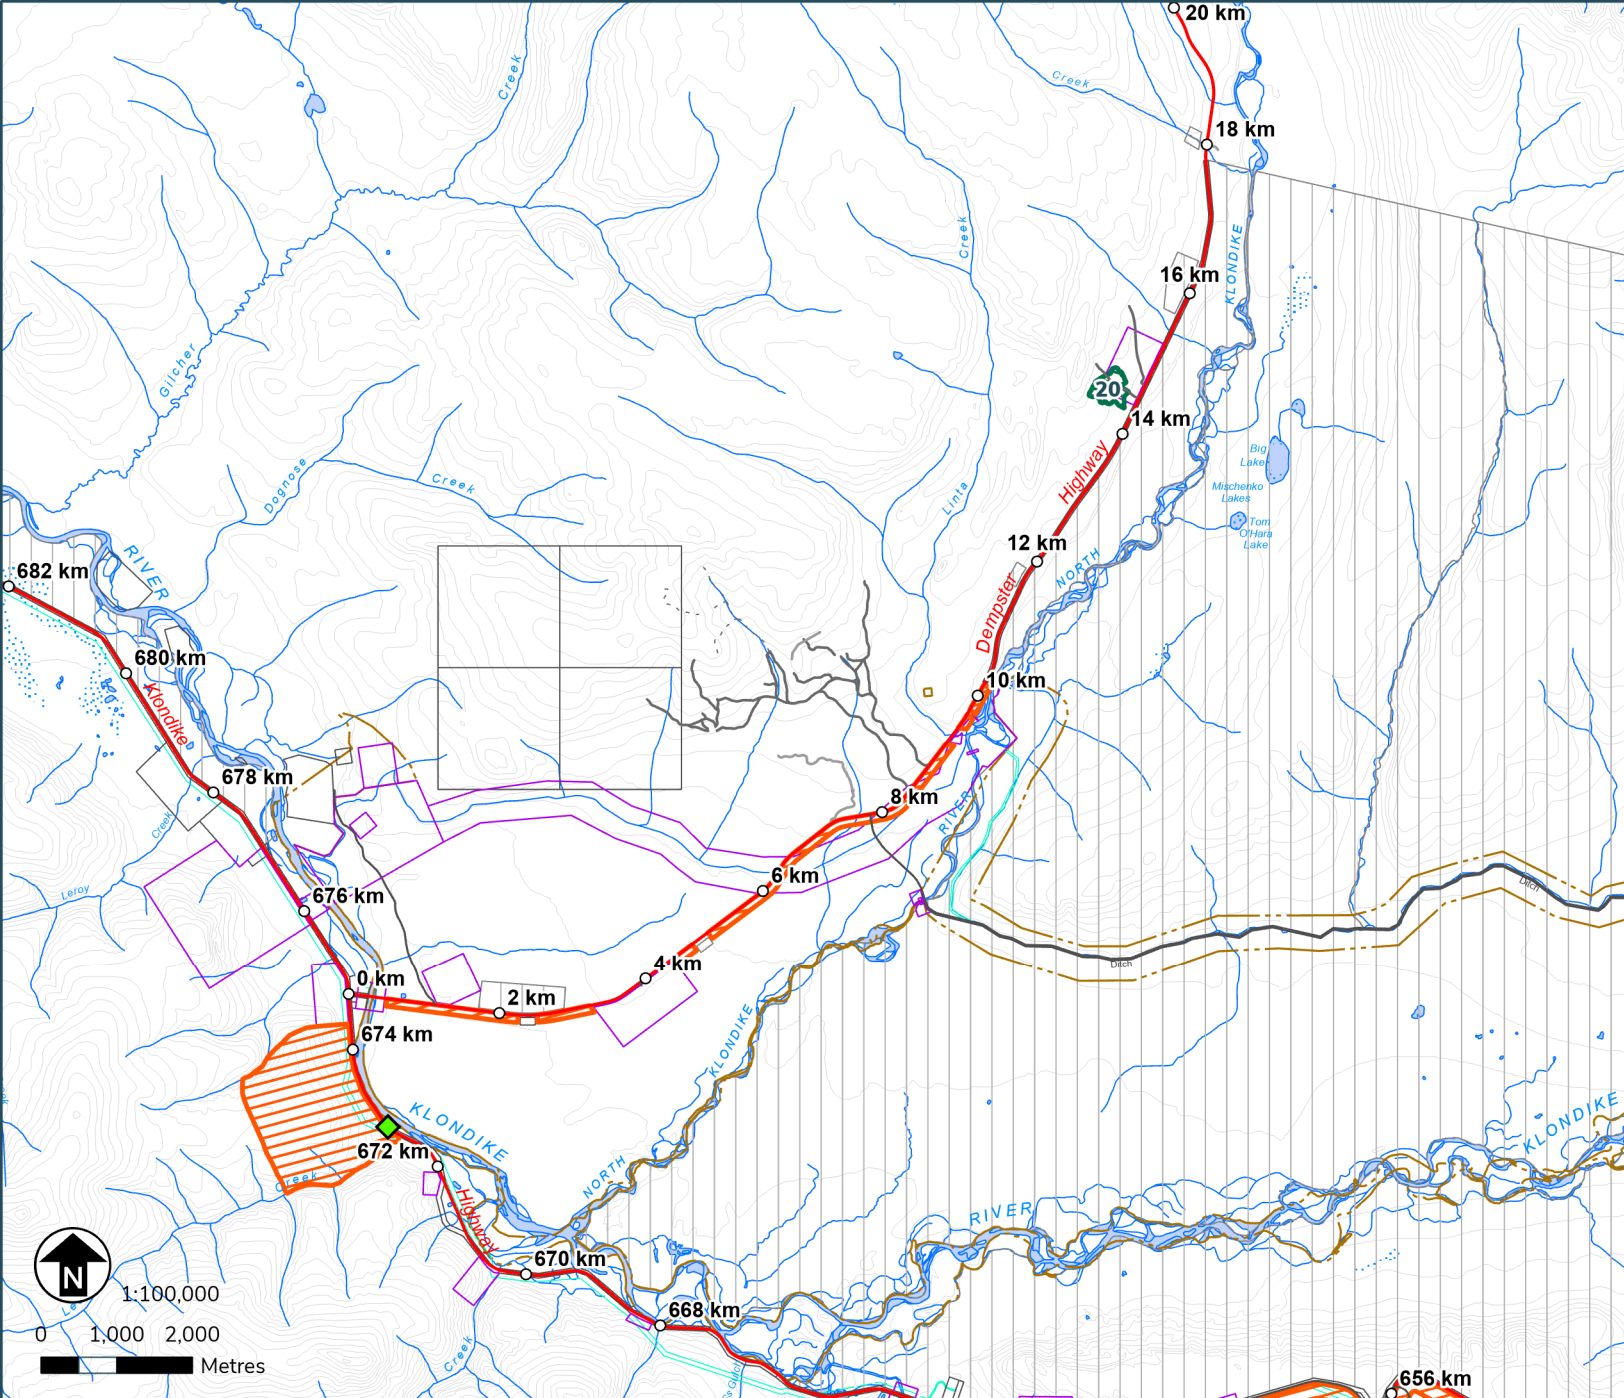 20 km
Creek
Creek
18 km
Creek
KLONDIKE
16 km
Gilcher
20
14 km
Big
Lake
Highway
Creek
Dognose
Linta
Mischenko
Lakes
Tom
O'Hara
Lake
12 km
NORTH
RIVER
682 km
Dempster
680 km
10 km
Klondike
678 km
8 km
RIVER
Creek
6 km
Leroy
676 km
Ditch
4 km
Ditch
0 km
2 km
674 km
KLONDIKE
KLONDIKE
KLONDIKE
672 km
Creek
NORTH
Highway
RIVER
670 km
N
1:100,000
668 km
0 1,000 2,000
Metres
Creek
656 km